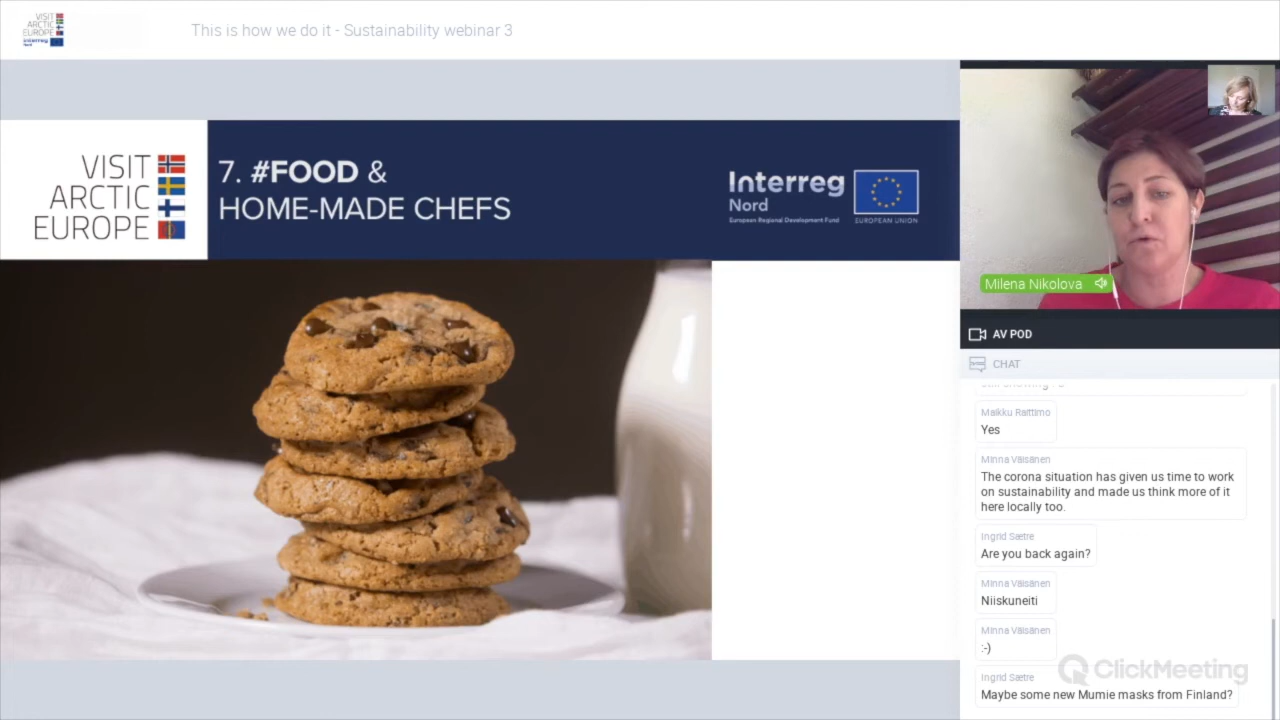 VISIT
ARCTIC
EUROPE
Interreg
Nord
This is how we do it - Sustainability webinar 3
VISIT
ARCTIC
EUROPE
7. #FOOD &
HOME-MADE CHEFS
Interreg
Nord
European Regional Development Fund
EUROPEAN UNION
Milena Nikolova
AV POD
CHAT
Maikku Raittimo
Yes
Minna Väisänen
The corona situation has given us time to work
on sustainability and made us think more of it
here locally too.
Ingrid Sætre
Are you back again?
Minna Väisänen
Niiskuneiti
Minna Väisänen
:-)
ClickMeeting
Ingrid Sætre
Maybe some new Mumie masks from Finland?